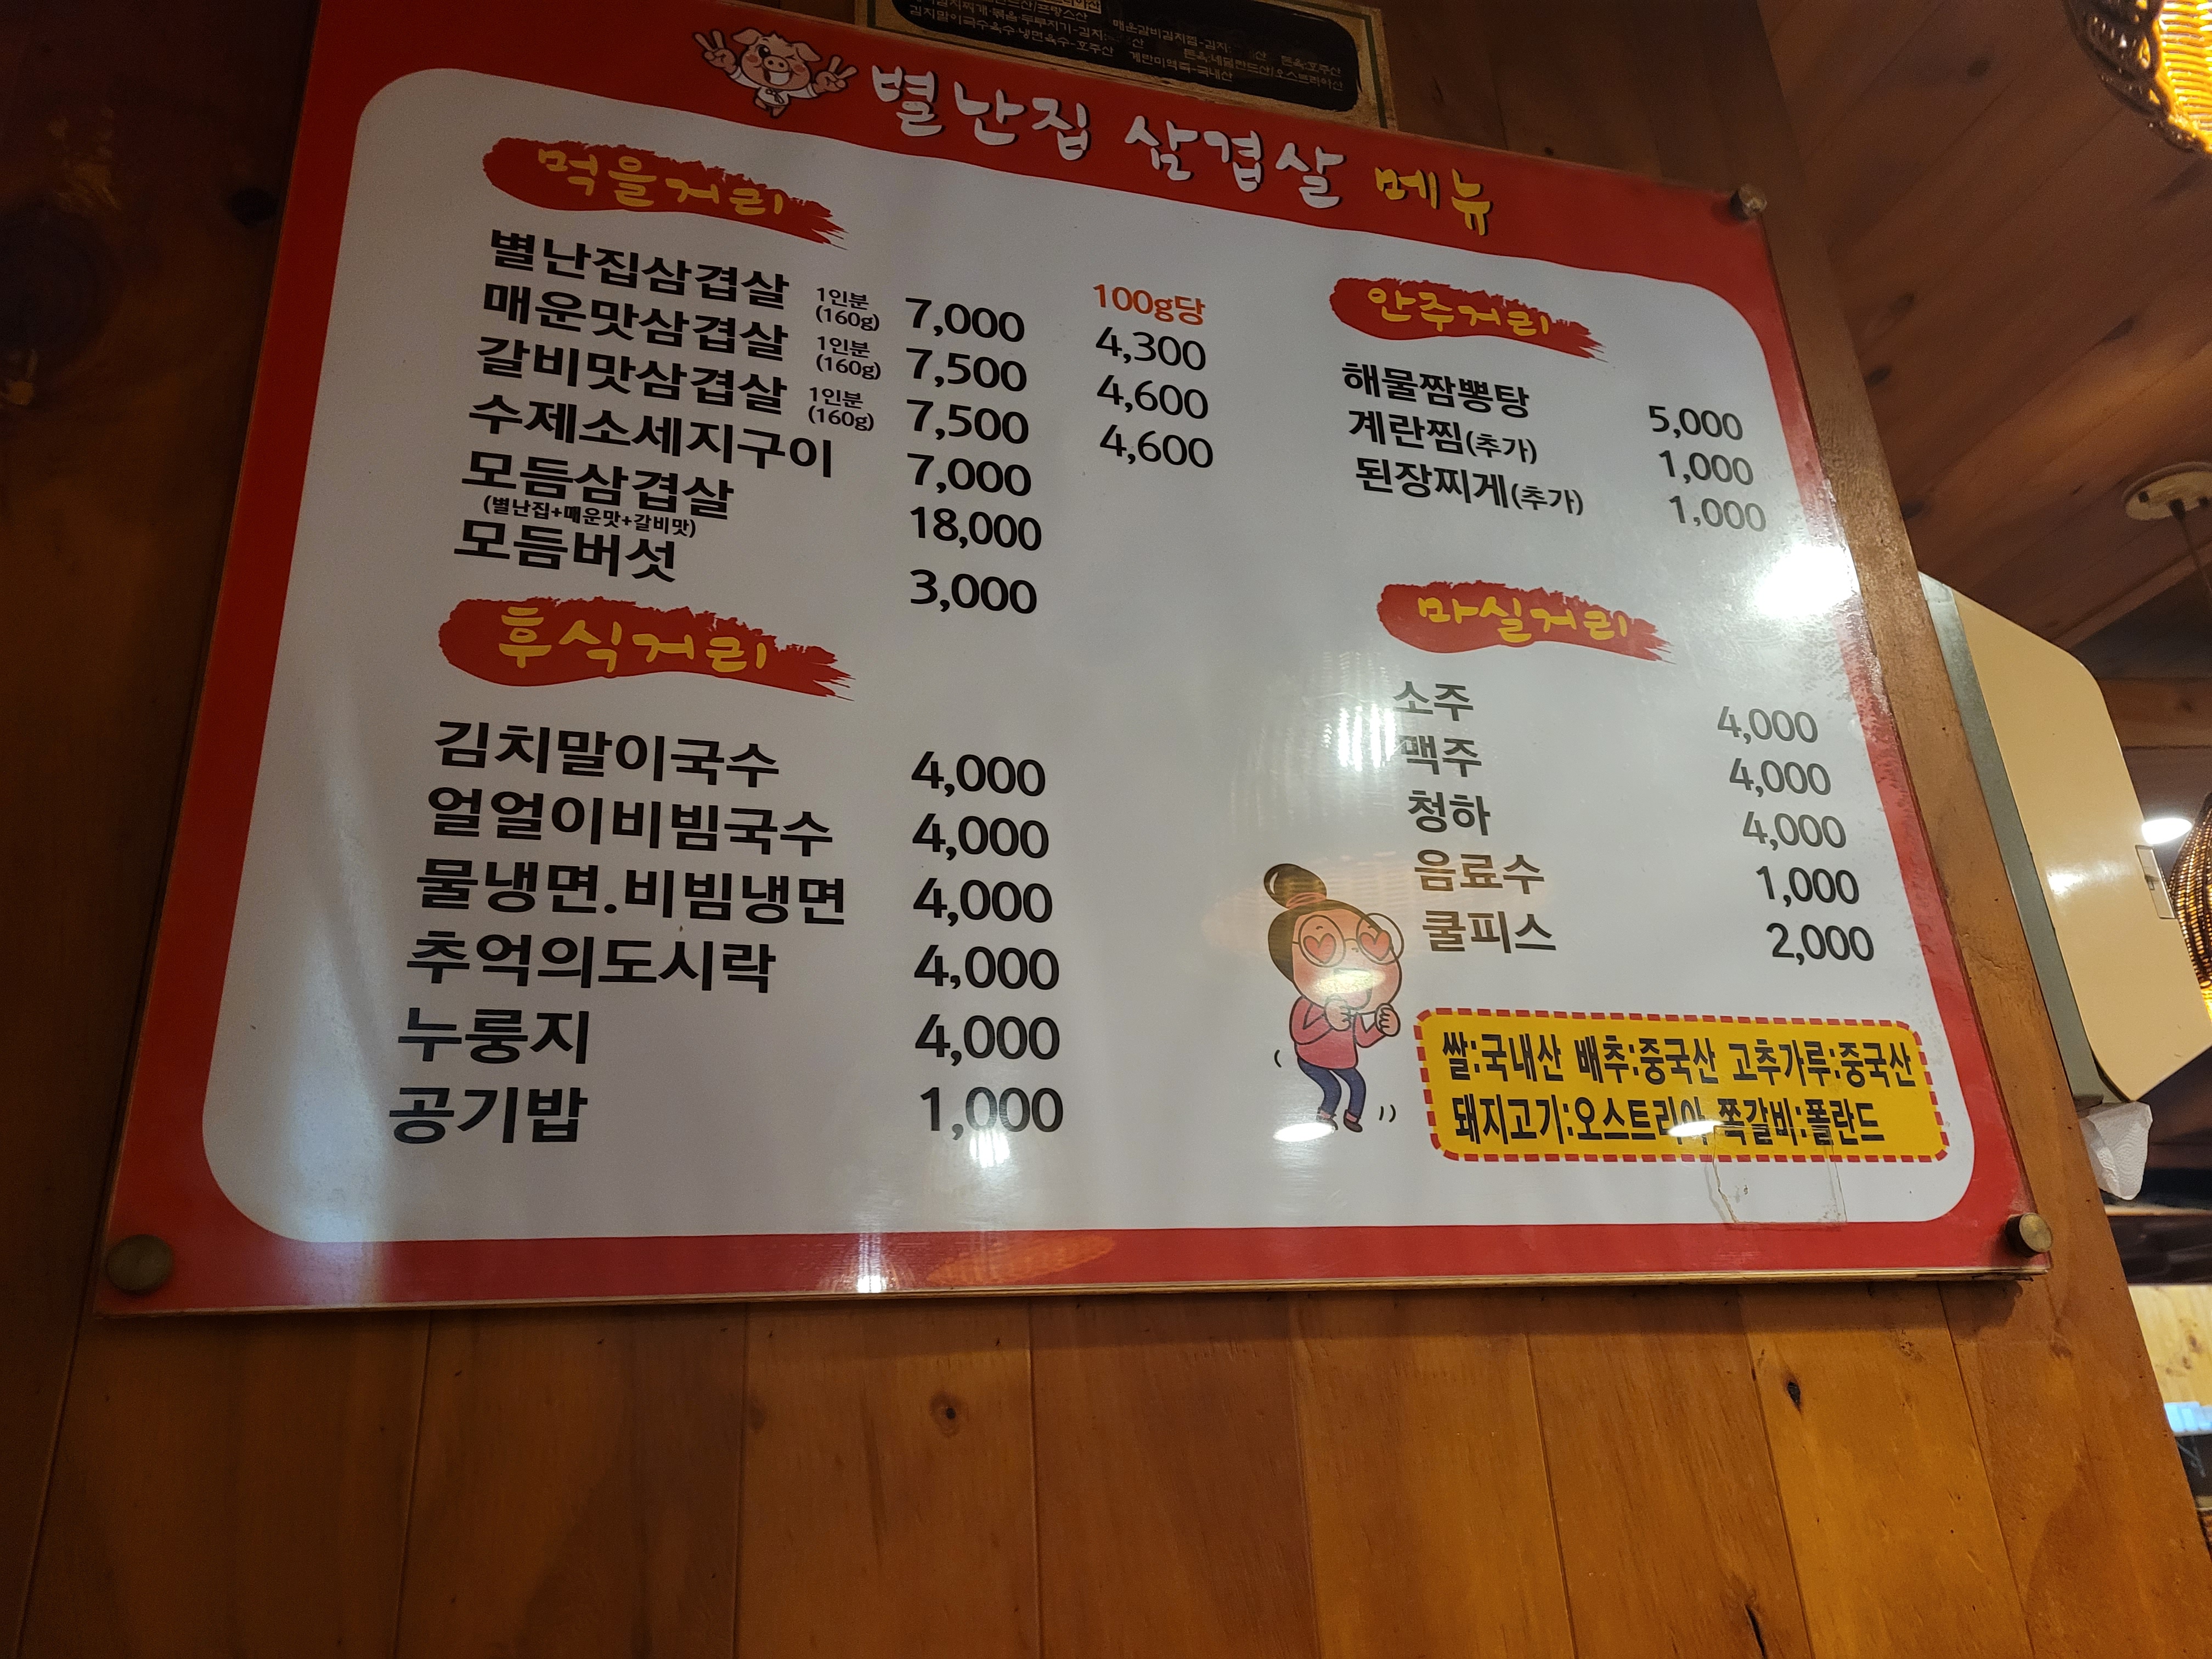 별난집 삼겹살 메뉴
먹을거리
100g당
별난집삼겹살 1인분 (160g) 7,000 4,300
매운맛삼겹살 1인분 (160g) 7,500 4,600
갈비맛삼겹살 1인분 (160g) 7,500 4,600
수제소세지구이 7,000
모듬삼겹살 18,000
(별난집+매운맛+갈비맛)
모듬버섯 3,000
후식거리
김치말이국수 4,000
얼얼이비빔국수 4,000
물냉면.비빔냉면 4,000
추억의도시락 4,000
누룽지 4,000
공기밥 1,000
안주거리
해물짬뽕탕 5,000
계란찜(추가) 1,000
된장찌게(추가) 1,000
마실거리
소주 4,000
맥주 4,000
청하 4,000
음료수 1,000
쿨피스 2,000
쌀:국내산 배추:중국산 고추가루:중국산
돼지고기:오스트리아 쪽갈비:폴란드